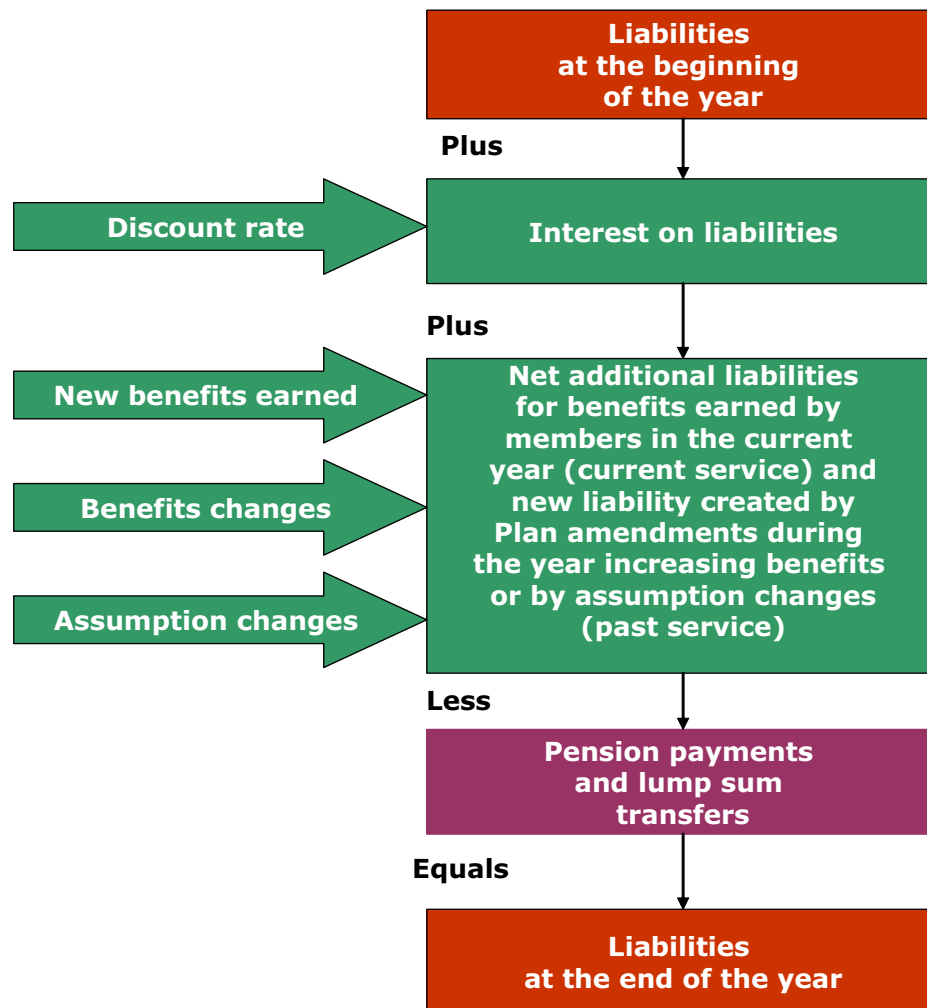 Liabilities
at the beginning
of the year
Plus
Discount rate
Interest on liabilities
Plus
New benefits earned
Benefits changes
Assumption changes
Net additional liabilities
for benefits earned by
members in the current
year (current service) and
new liability created by
Plan amendments during
the year increasing benefits
or by assumption changes
(past service)
Less
Pension payments
and lump sum
transfers
Equals
Liabilities
at the end of the year